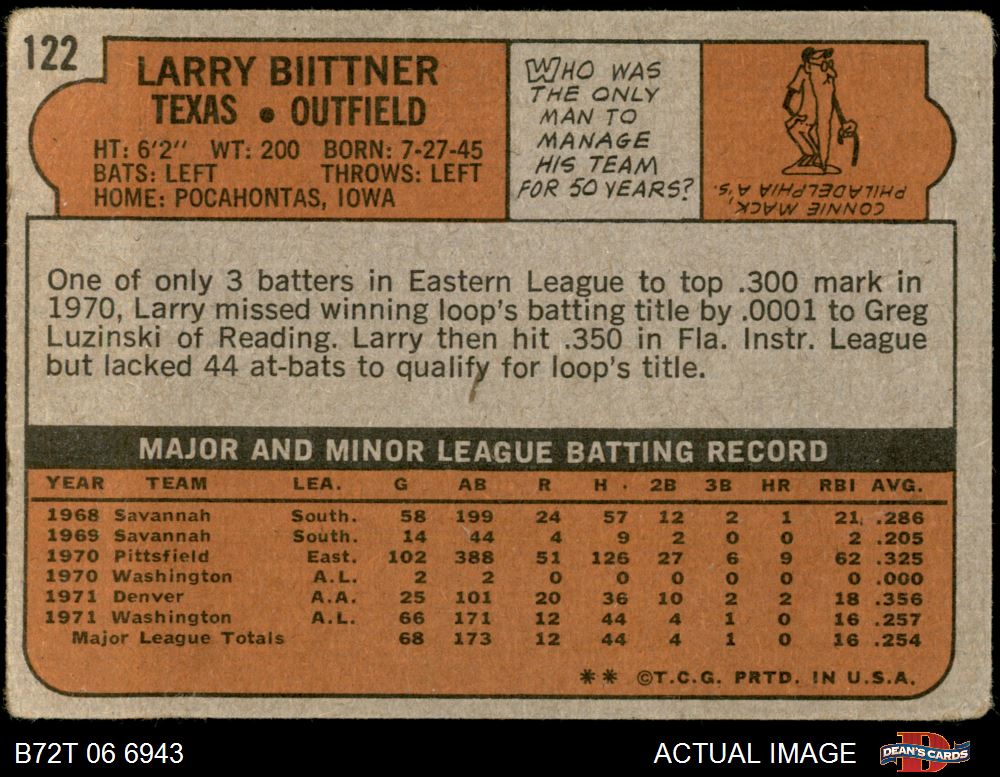 122
LARRY BIITTNER
TEXAS • OUTFIELD
HT: 6'2" WT: 200 BORN: 7-27-45
BATS: LEFT THROWS: LEFT
HOME: POCAHONTAS, IOWA
WHO WAS
THE ONLY
MAN TO
MANAGE
HIS TEAM
FOR 50 YEARS?
CONNIE MACK,
PHILADELPHIA A'S.
One of only 3 batters in Eastern League to top .300 mark in
1970, Larry missed winning loop's batting title by .0001 to Greg
Luzinski of Reading. Larry then hit .350 in Fla. Instr. League
but lacked 44 at-bats to qualify for loop's title.
MAJOR AND MINOR LEAGUE BATTING RECORD
YEAR TEAM LEA. G AB R H 2B 3B HR RBI AVG.
1968 Savannah South. 58 199 24 57 12 2 1 21 .286
1969 Savannah South. 14 44 4 9 2 0 0 2 .205
1970 Pittsfield East. 102 388 51 126 27 6 9 62 .325
1970 Washington A.L. 2 2 0 0 0 0 0 0 .000
1971 Denver A.A. 25 101 20 36 10 2 2 18 .356
1971 Washington A.L. 66 171 12 44 4 1 0 16 .257
Major League Totals 68 173 12 44 4 1 0 16 .254
** ©T.C.G. PRTD. IN U.S.A.
B72T 06 6943
ACTUAL IMAGE
DEAN'S CARDS